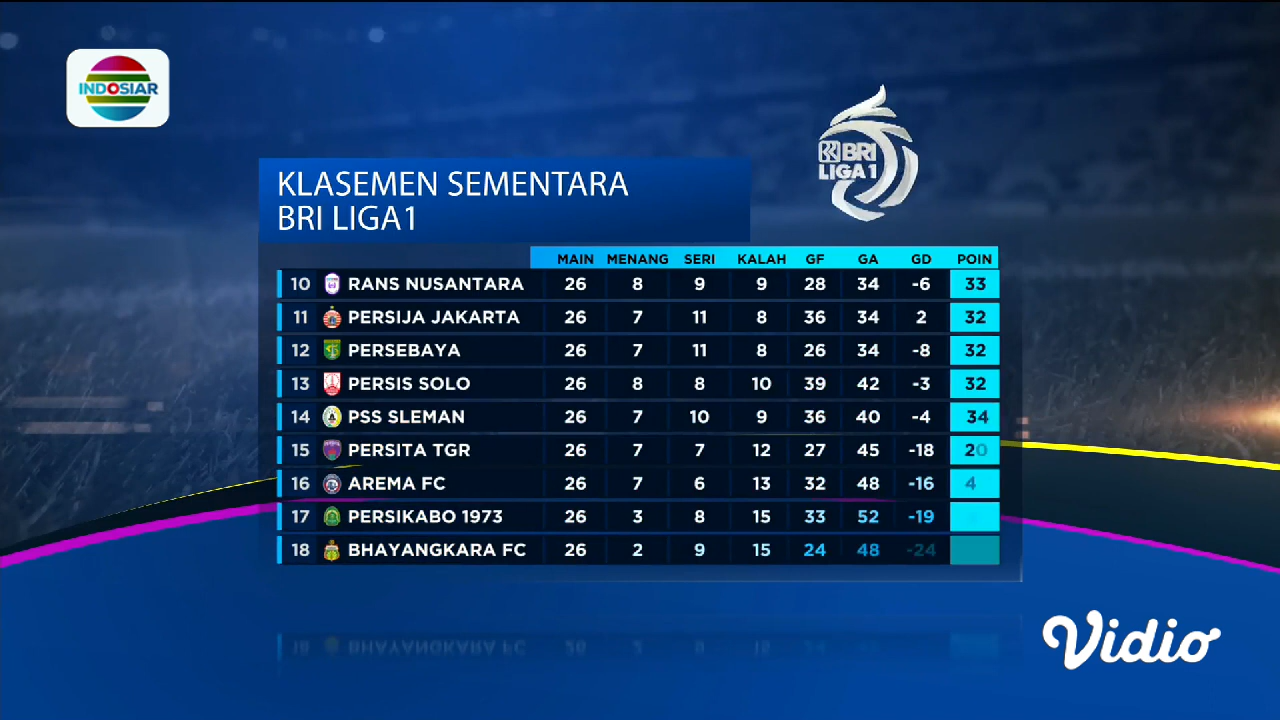 INDOSIAR
BRI
LIGA 1
KLASEMEN SEMENTARA
BRI LIGA1
MAIN MENANG SERI KALAH GF GA GD POIN
10 RANS NUSANTARA 26 8 9 9 28 34 -6 33
11 PERSIJA JAKARTA 26 7 11 8 36 34 2 32
12 PERSEBAYA 26 7 11 8 26 34 -8 32
13 PERSIS SOLO 26 8 8 10 39 42 -3 32
14 PSS SLEMAN 26 7 10 9 36 40 -4 34
15 PERSITA TGR 26 7 7 12 27 45 -18 20
16 AREMA FC 26 7 6 13 32 48 -16 4
17 PERSIKABO 1973 26 3 8 15 33 52 -19
18 BHAYANGKARA FC 26 2 9 15 24 48 -24
Vidio